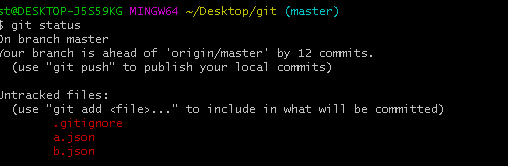 st@DESKTOP-J5S59KG MINGW64 ~/Desktop/git (master)
$ git status
On branch master
Your branch is ahead of 'origin/master' by 12 commits.
  (use "git push" to publish your local commits)

Untracked files:
  (use "git add <file>..." to include in what will be committed)
        .gitignore
        a.json
        b.json